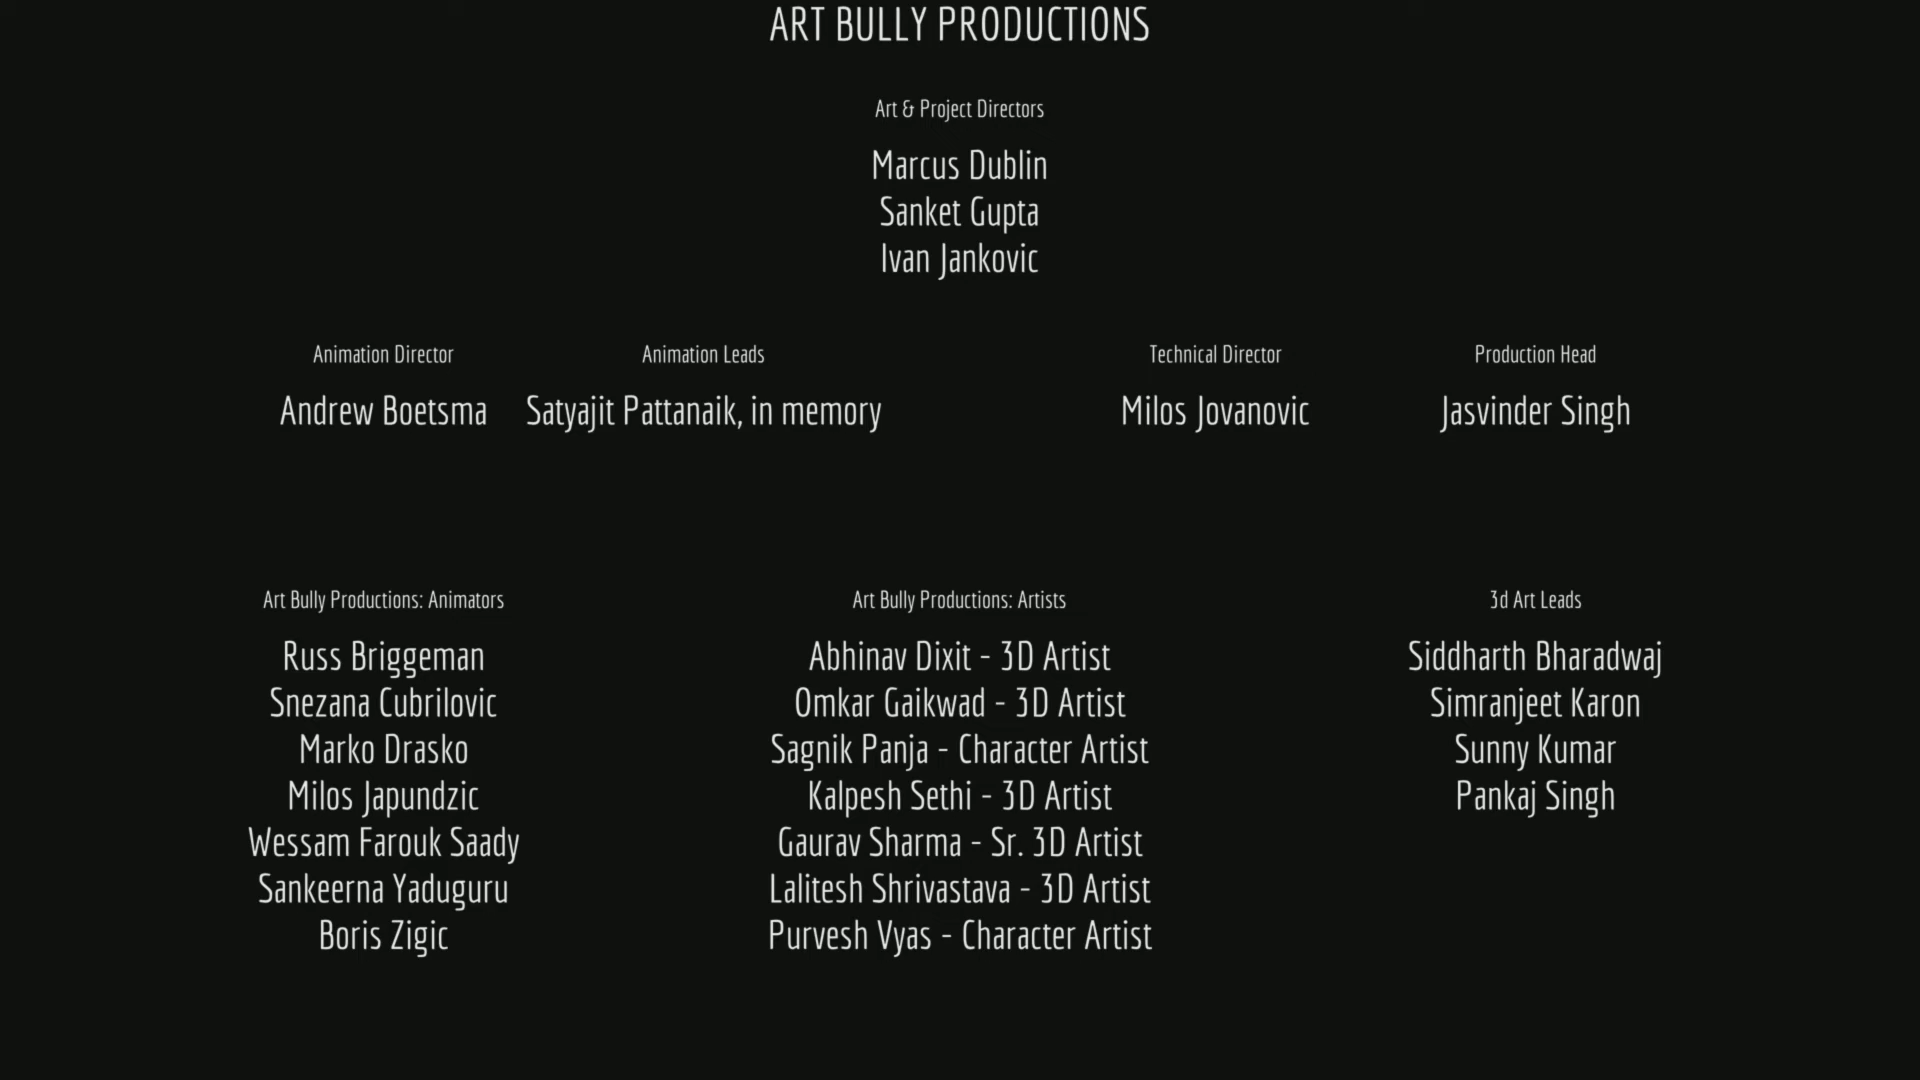 ART BULLY PRODUCTIONS
Art & Project Directors
Marcus Dublin
Sanket Gupta
Ivan Jankovic
Animation Director
Andrew Boetsma
Animation Leads
Satyajit Pattanaik, in memory
Technical Director
Milos Jovanovic
Production Head
Jasvinder Singh
Art Bully Productions: Animators
Russ Briggeman
Snezana Cubrilovic
Marko Drasko
Milos Japundzic
Wessam Farouk Saady
Sankeerna Yaduguru
Boris Zigic
Art Bully Productions: Artists
Abhinav Dixit - 3D Artist
Omkar Gaikwad - 3D Artist
Sagnik Panja - Character Artist
Kalpesh Sethi - 3D Artist
Gaurav Sharma - Sr. 3D Artist
Lalitesh Shrivastava - 3D Artist
Purvesh Vyas - Character Artist
3d Art Leads
Siddharth Bharadwaj
Simranjeet Karon
Sunny Kumar
Pankaj Singh